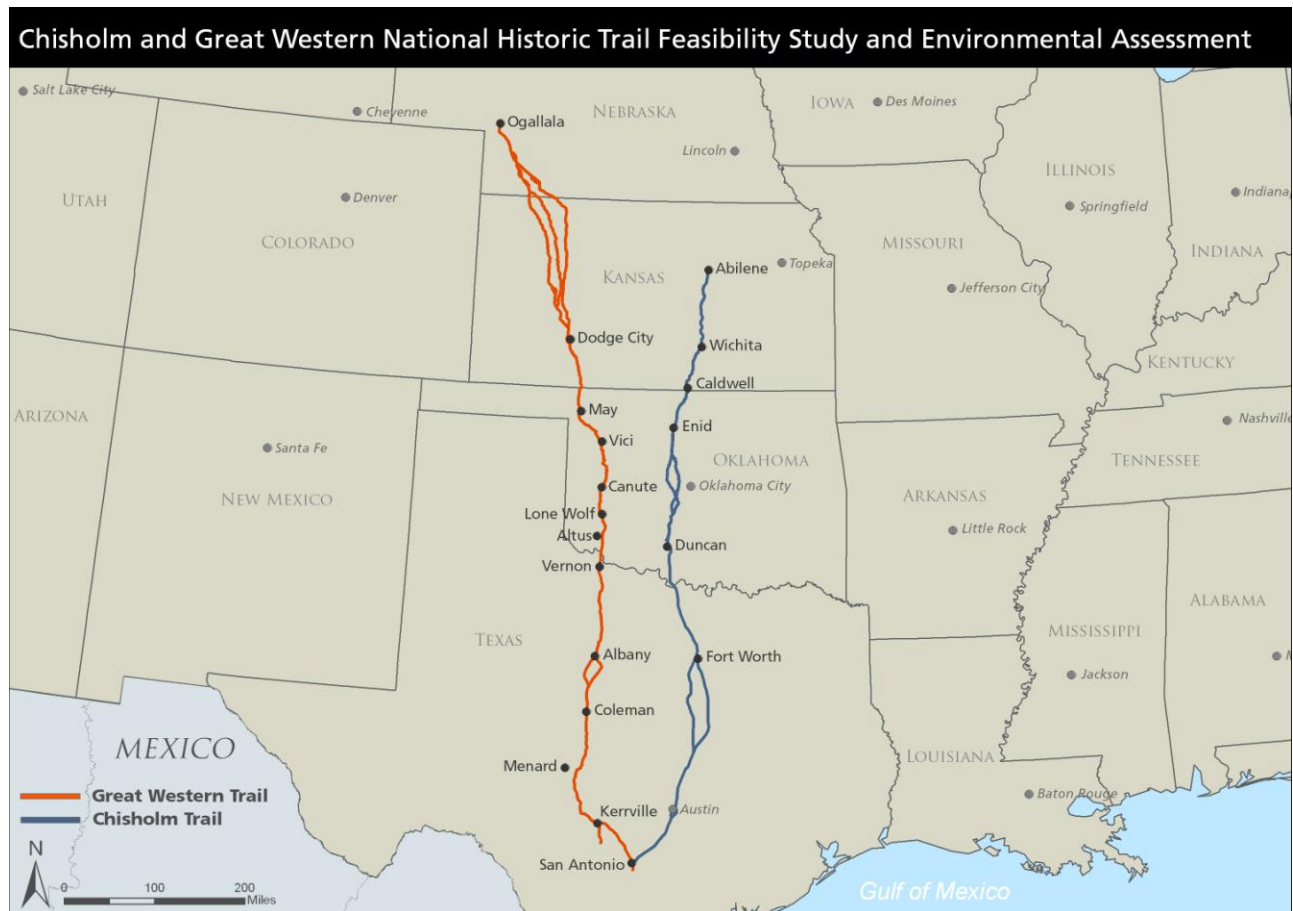 Chisholm and Great Western National Historic Trail Feasibility Study and Environmental Assessment
Salt Lake City
Cheyenne
Ogallala
NEBRASKA
IOWA
Des Moines
Lincoln
ILLINOIS
UTAH
Denver
Springfield
Indiana
COLORADO
MISSOURI
INDIANA
KANSAS
Abilene
Topeka
Jefferson City
Dodge City
Wichita
KENTUCKY
Caldwell
ARIZONA
May
Enid
Nashville
Santa Fe
Vici
OKLAHOMA
TENNESSEE
NEW MEXICO
Canute
Oklahoma City
ARKANSAS
Lone Wolf
Little Rock
Altus
Duncan
Vernon
ALABAMA
TEXAS
MISSISSIPPI
Albany
Fort Worth
M
Jackson
Coleman
MEXICO
LOUISIANA
Menard
Great Western Trail
Baton Rouge
Chisholm Trail
Kerrville
Austin
N
San Antonio
0 100 200
Miles
Gulf of Mexico